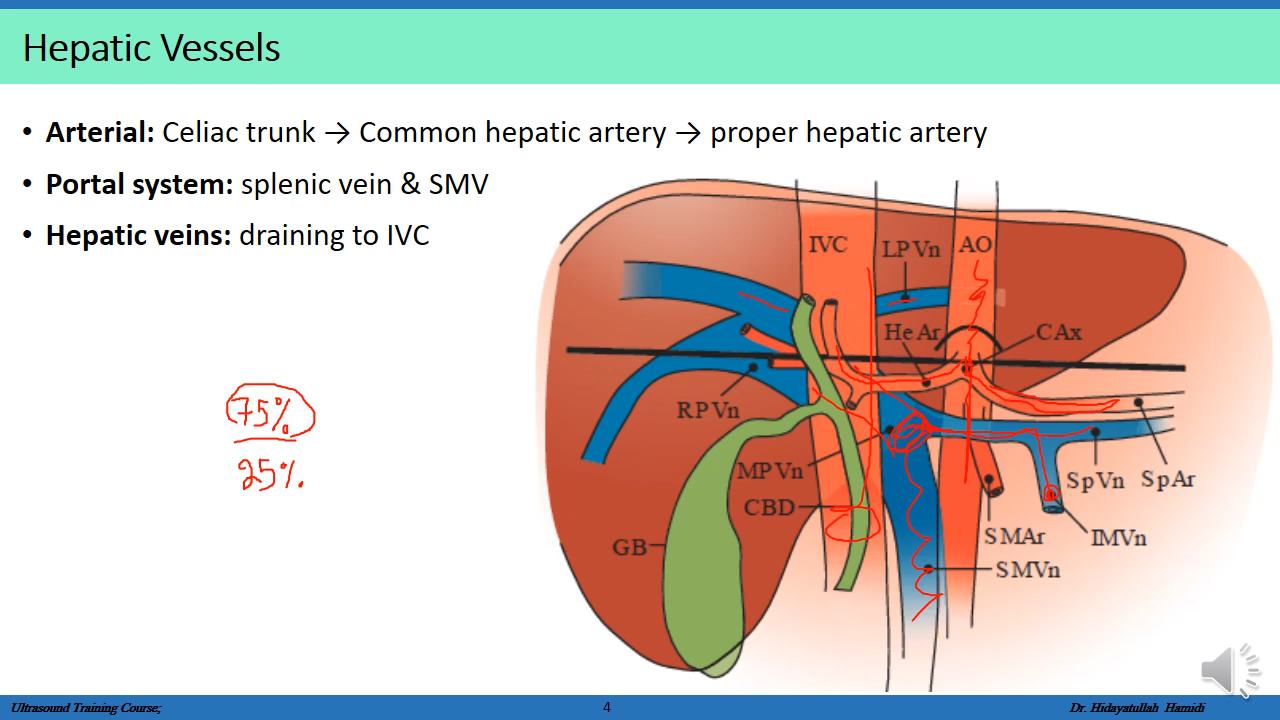 Hepatic Vessels
• Arterial: Celiac trunk → Common hepatic artery → proper hepatic artery
• Portal system: splenic vein & SMV
• Hepatic veins: draining to IVC
IVC
LPVn
AO
HeAr
CAx
RPVn
75%
25%
MPVn
SpVn
SpAr
CBD
SMAr
IMVn
GB
SMVn
Ultrasound Training Course;
4
Dr. Hidayatullah Hamidi